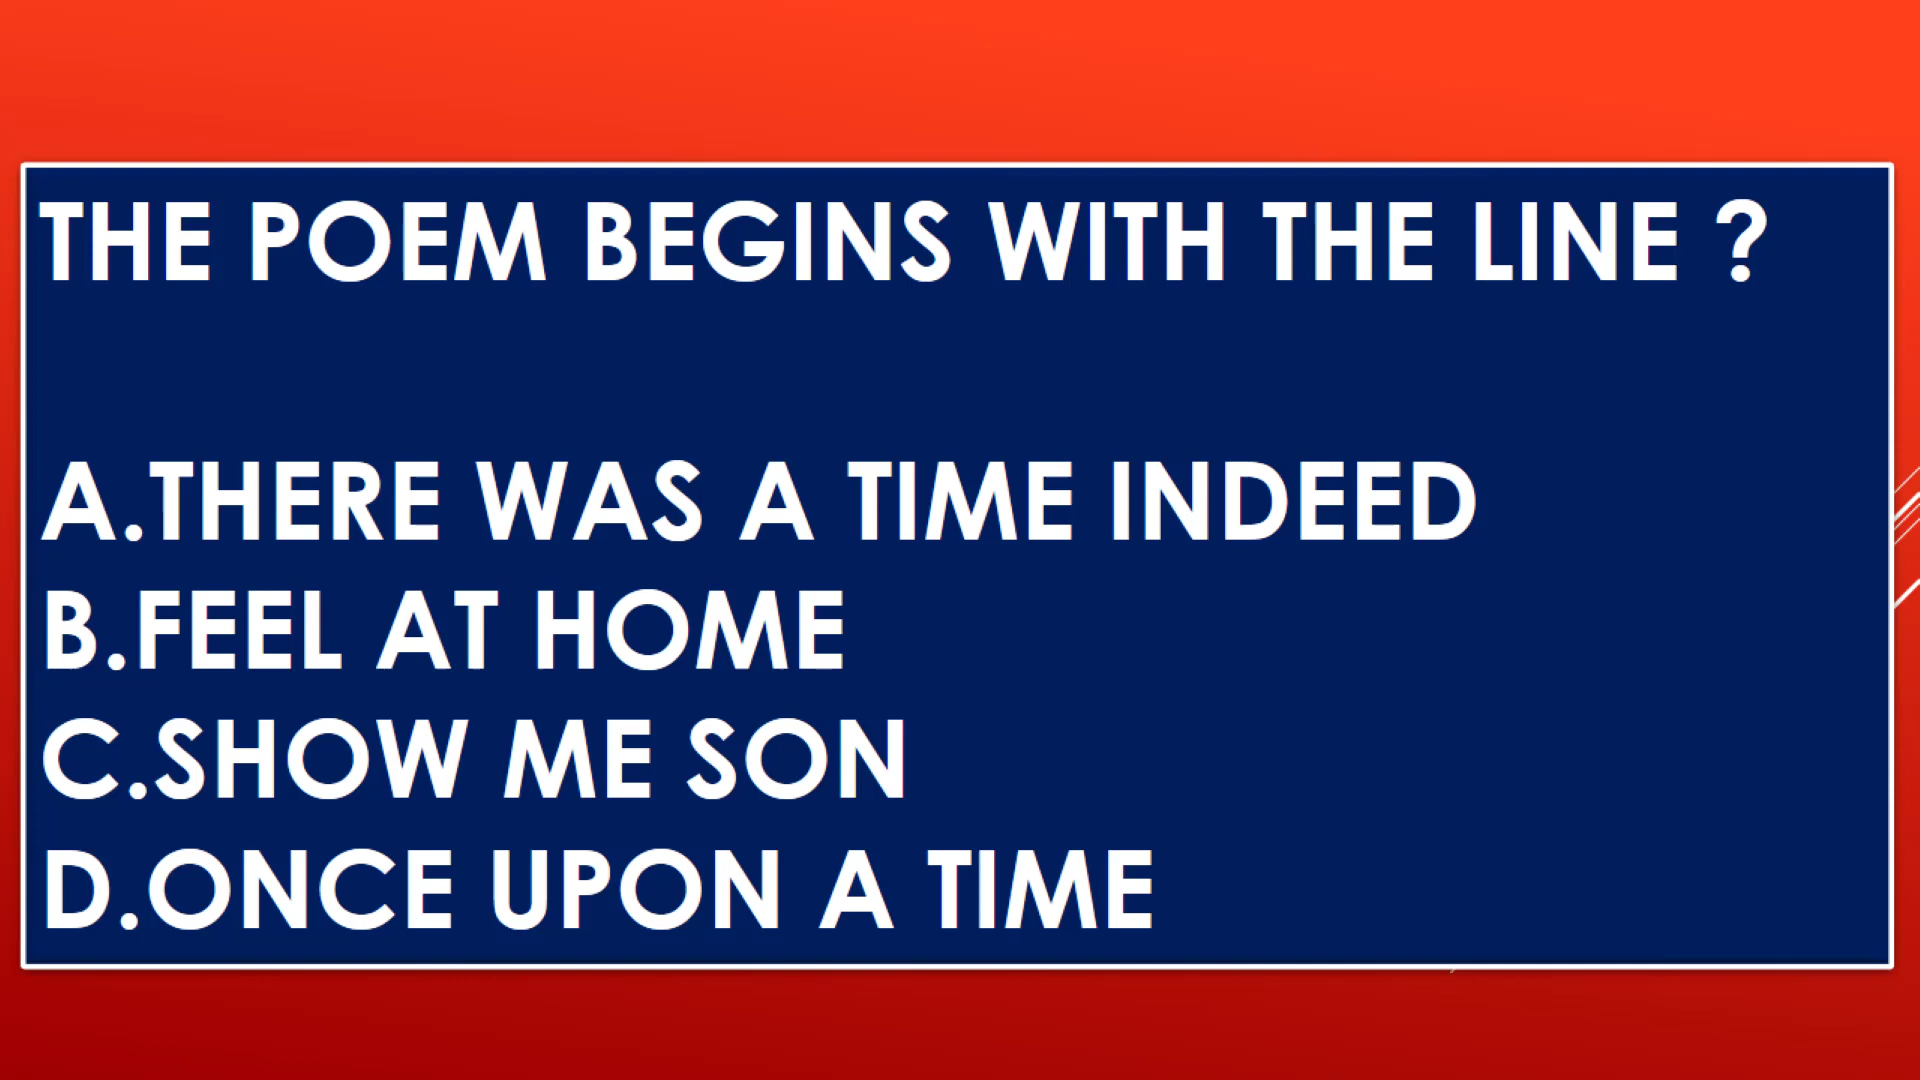 THE POEM BEGINS WITH THE LINE ?
A.THERE WAS A TIME INDEED
B.FEEL AT HOME
C.SHOW ME SON
D.ONCE UPON A TIME